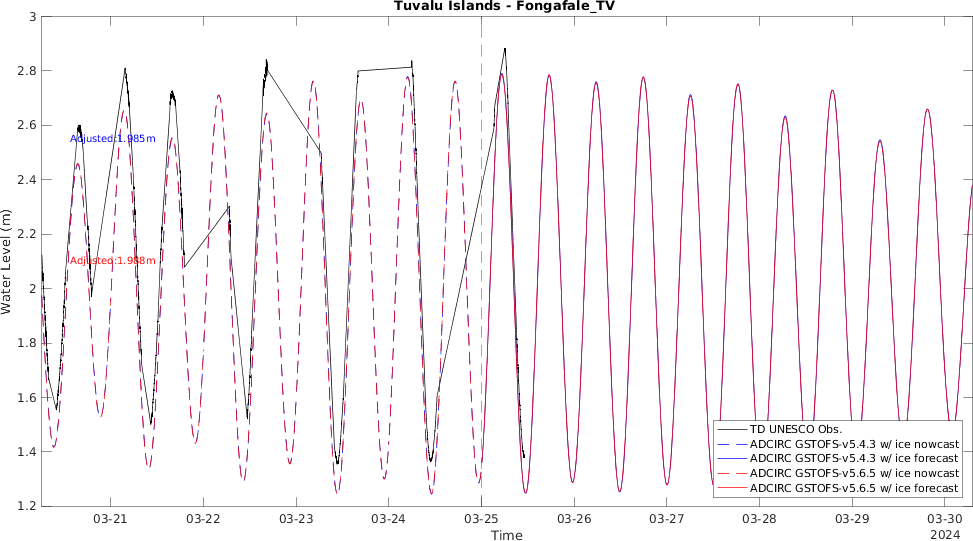 Tuvalu Islands - Fongafale_TV
3
2.8
2.6
2.4
2.2
2
1.8
1.6
1.4
1.2
Water Level (m)
Adjusted:1.985m
Adjusted:1.988m
TD UNESCO Obs.
ADCIRC GSTOFS-v5.4.3 w/ ice nowcast
ADCIRC GSTOFS-v5.4.3 w/ ice forecast
ADCIRC GSTOFS-v5.6.5 w/ ice nowcast
ADCIRC GSTOFS-v5.6.5 w/ ice forecast
03-21 03-22 03-23 03-24 03-25 03-26 03-27 03-28 03-29 03-30
2024
Time